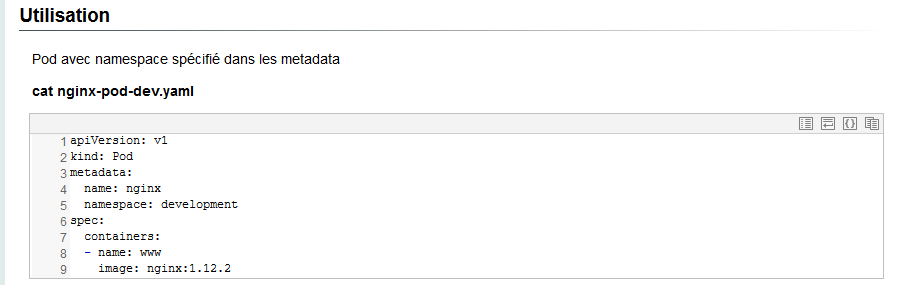 Utilisation
Pod avec namespace spécifié dans les metadata
cat nginx-pod-dev.yaml
1 apiVersion: v1
2 kind: Pod
3 metadata:
4   name: nginx
5   namespace: development
6 spec:
7   containers:
8   - name: www
9     image: nginx:1.12.2